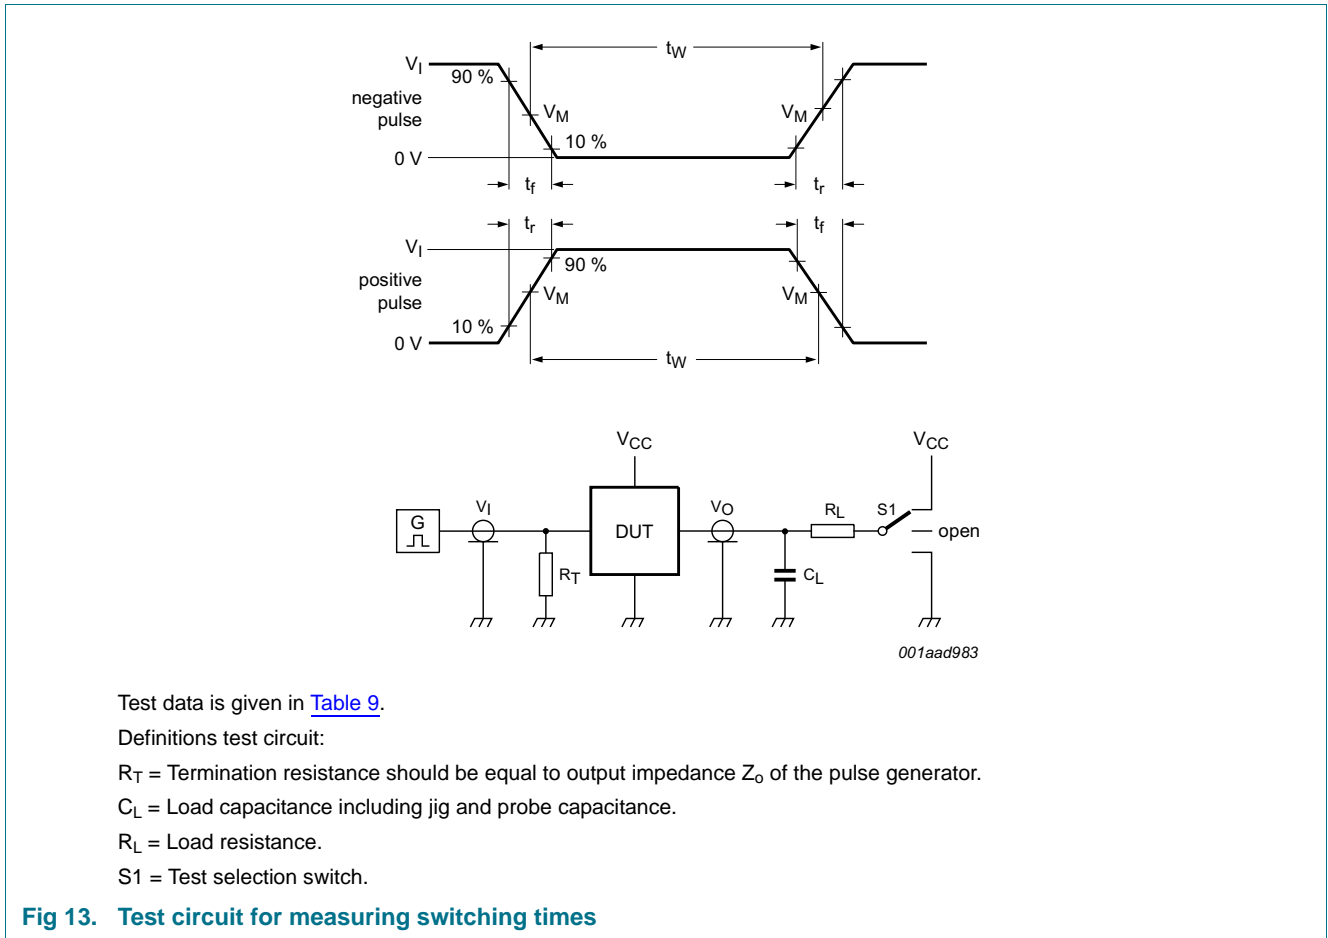 tW
VI
90 %
negative
pulse
VM
VM
10 %
0 V
tf
tr
tr
tf
VI
90 %
positive
pulse
VM
VM
10 %
0 V
tW
VCC
VCC
G
VI
DUT
VO
RL
S1
open
RT
CL
001aad983
Test data is given in Table 9.
Definitions test circuit:
RT = Termination resistance should be equal to output impedance Zo of the pulse generator.
CL = Load capacitance including jig and probe capacitance.
RL = Load resistance.
S1 = Test selection switch.
Fig 13. Test circuit for measuring switching times